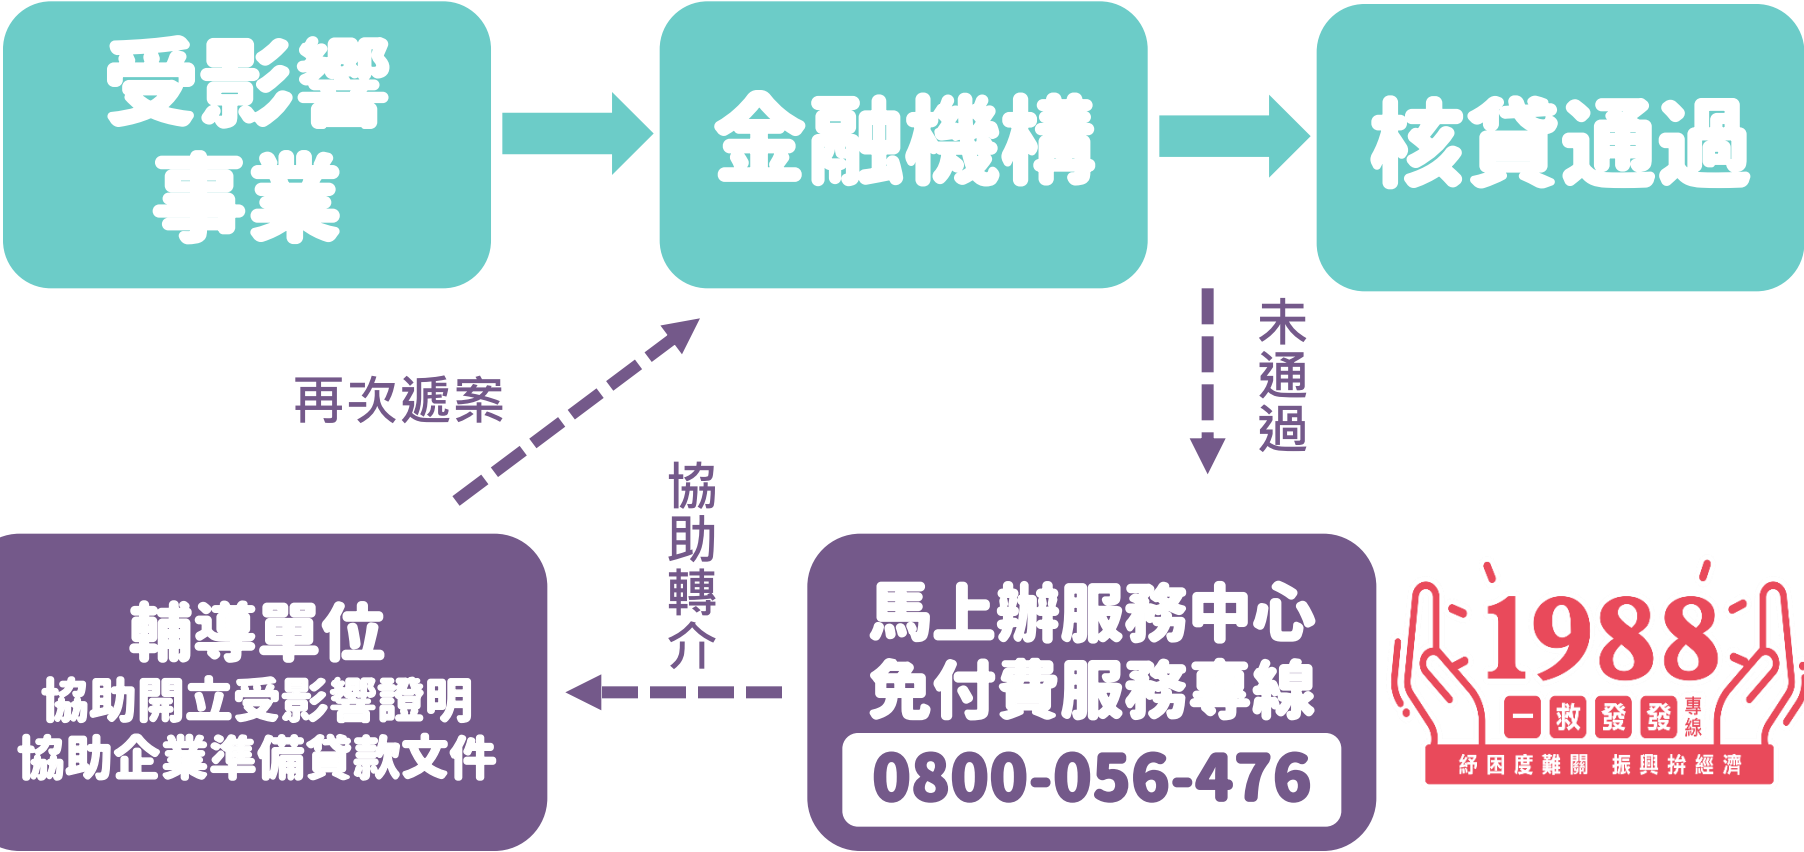 受影響
事業
金融機構
核貸通過
再次遞案
未通過
協助轉介
輔導單位
協助開立受影響證明
協助企業準備貸款文件
馬上辦服務中心
免付費服務專線
0800-056-476
1988
一救發發 專線
紓困度難關 振興拚經濟